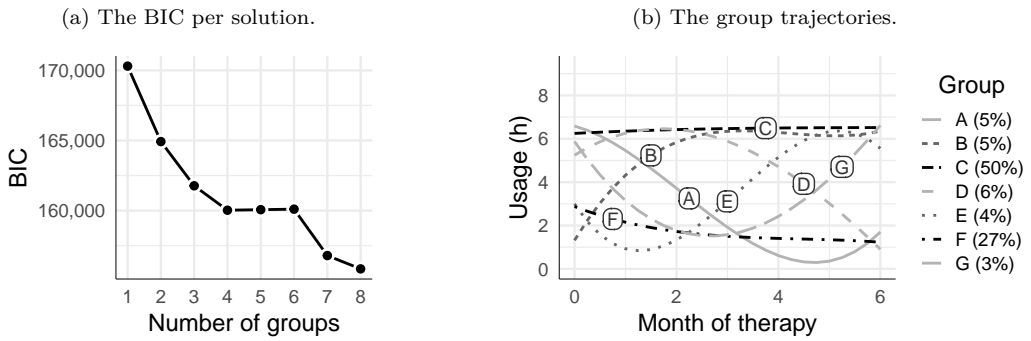 (a) The BIC per solution.
170,000
165,000
160,000
BIC
1 2 3 4 5 6 7 8
Number of groups
(b) The group trajectories.
8
6
4
2
0
Usage (h)
A
B
C
D
E
F
G
0 2 4 6
Month of therapy
Group
A (5%)
B (5%)
C (50%)
D (6%)
E (4%)
F (27%)
G (3%)